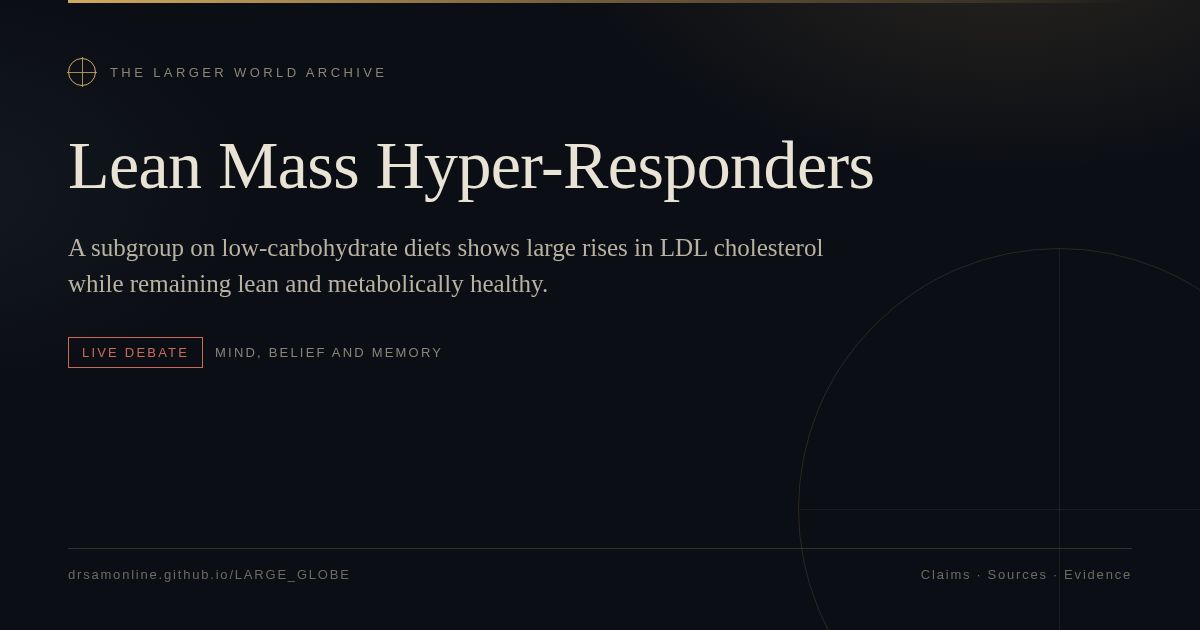 THE LARGER WORLD ARCHIVE
Lean Mass Hyper-Responders
A subgroup on low-carbohydrate diets shows large rises in LDL cholesterol
while remaining lean and metabolically healthy.
LIVE DEBATE
MIND, BELIEF AND MEMORY
drsamonline.github.io/LARGE_GLOBE
Claims · Sources · Evidence